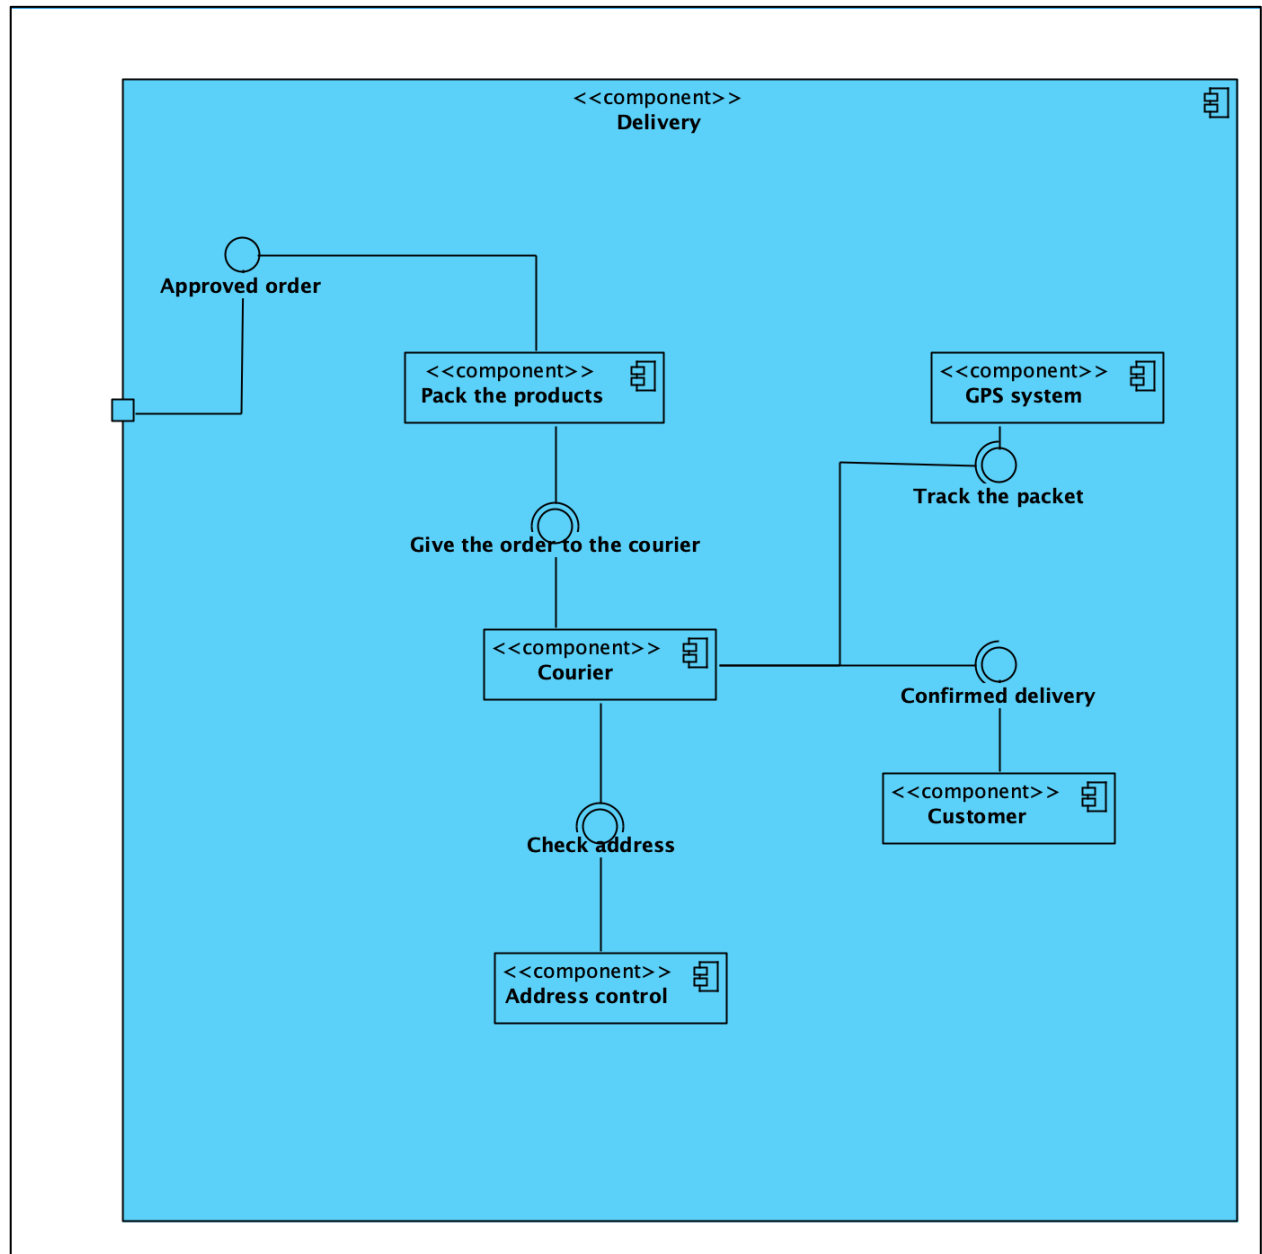 <<component>>
Delivery
Approved order
<<component>>
Pack the products
<<component>>
GPS system
Track the packet
Give the order to the courier
<<component>>
Courier
Confirmed delivery
<<component>>
Customer
Check address
<<component>>
Address control